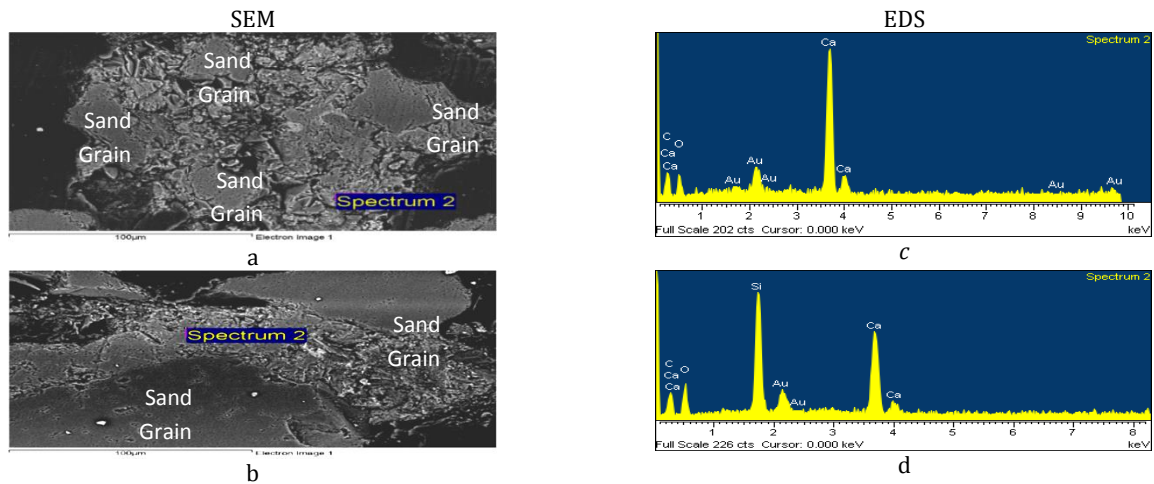 SEM
EDS
Sand
Grain
Sand
Grain
Sand
Grain
Sand
Grain
Spectrum 2
100µm
Electron Image 1
a
Spectrum 2
Ca
C
O
Ca
Ca
Au
Au
Au
Ca
Au
Au
1 2 3 4 5 6 7 8 9 10
Full Scale 202 cts Cursor: 0.000 keV
keV
c
Spectrum 2
Sand
Grain
Sand
Grain
100µm
Electron Image 1
b
Spectrum 2
Si
Ca
C
Ca
O
Ca
Au
Au
Ca
1 2 3 4 5 6 7 8
Full Scale 226 cts Cursor: 0.000 keV
keV
d